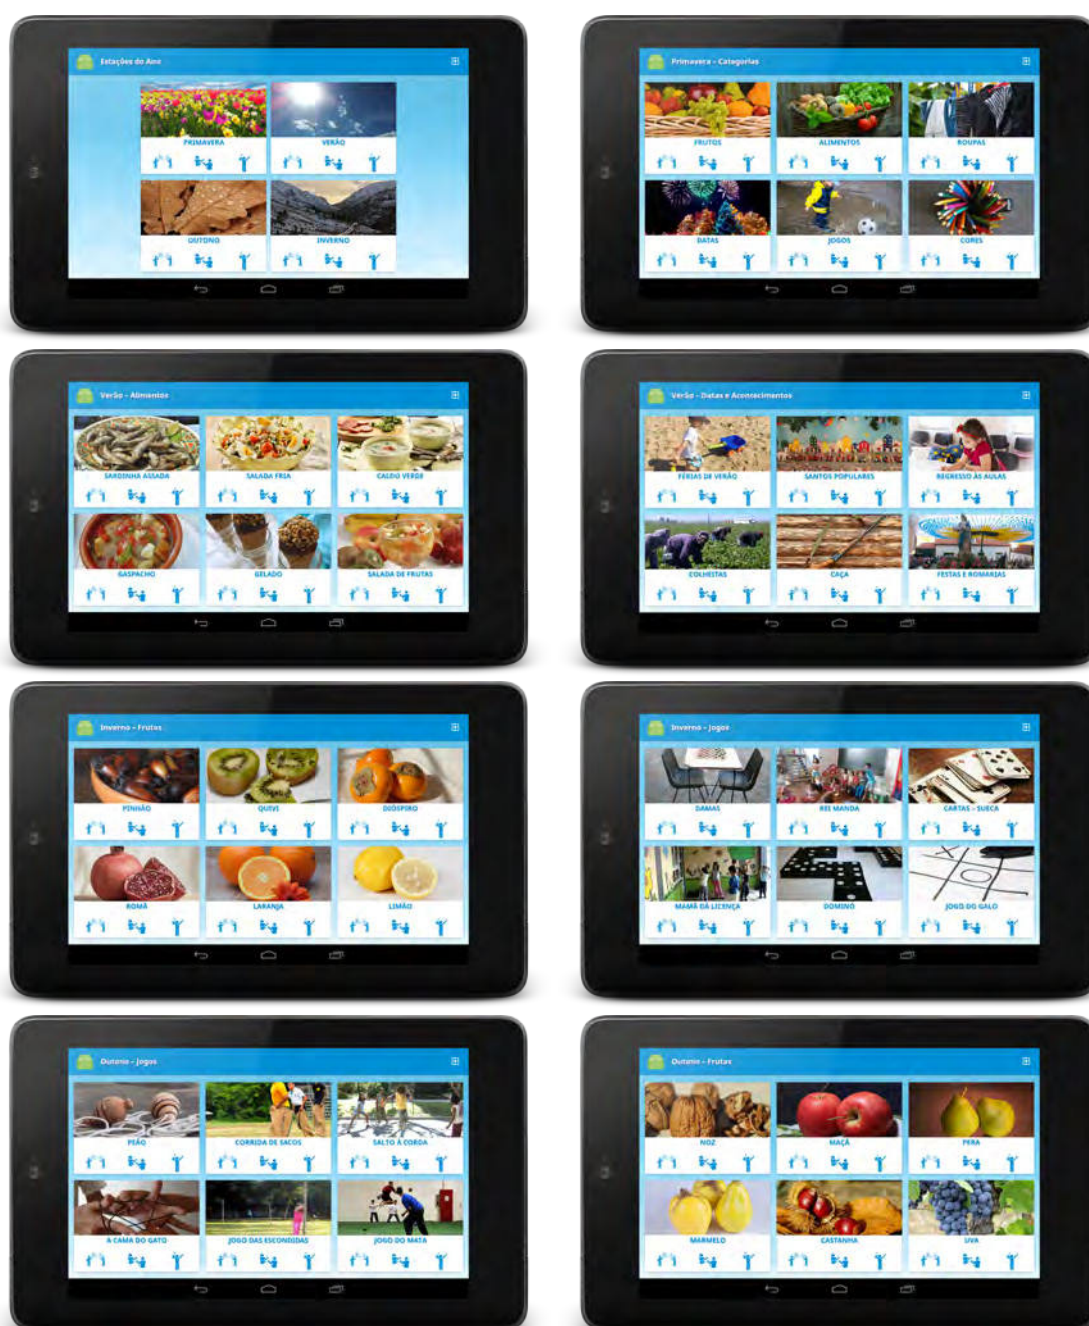 Estações do Ano
PRIMAVERA
VERÃO
OUTONO
INVERNO
Primavera – Categorias
FRUTOS
ALIMENTOS
ROUPAS
DATAS
JOGOS
CORES
Verão – Alimentos
SARDINHA ASSADA
SALADA FRIA
CALDO VERDE
GASPACHO
GELADO
SALADA DE FRUTAS
Verão – Datas e Acontecimentos
FÉRIAS DE VERÃO
SANTOS POPULARES
REGRESSO ÀS AULAS
COLHEITAS
CAÇA
FESTAS E ROMARIAS
Inverno – Frutas
PINHÃO
QUIVI
DIÓSPIRO
ROMÃ
LARANJA
LIMÃO
Inverno – Jogos
DAMAS
REI MANDA
CARTAS – SUECA
MAMÃ DÁ LICENÇA
DOMINÓ
JOGO DO GALO
Outono – Jogos
PEÃO
CORRIDA DE SACOS
SALTO À CORDA
A CAMA DO GATO
JOGO DAS ESCONDIDAS
JOGO DO MATA
Outono – Frutas
NOZ
MAÇÃ
PERA
MARMELO
CASTANHA
UVA